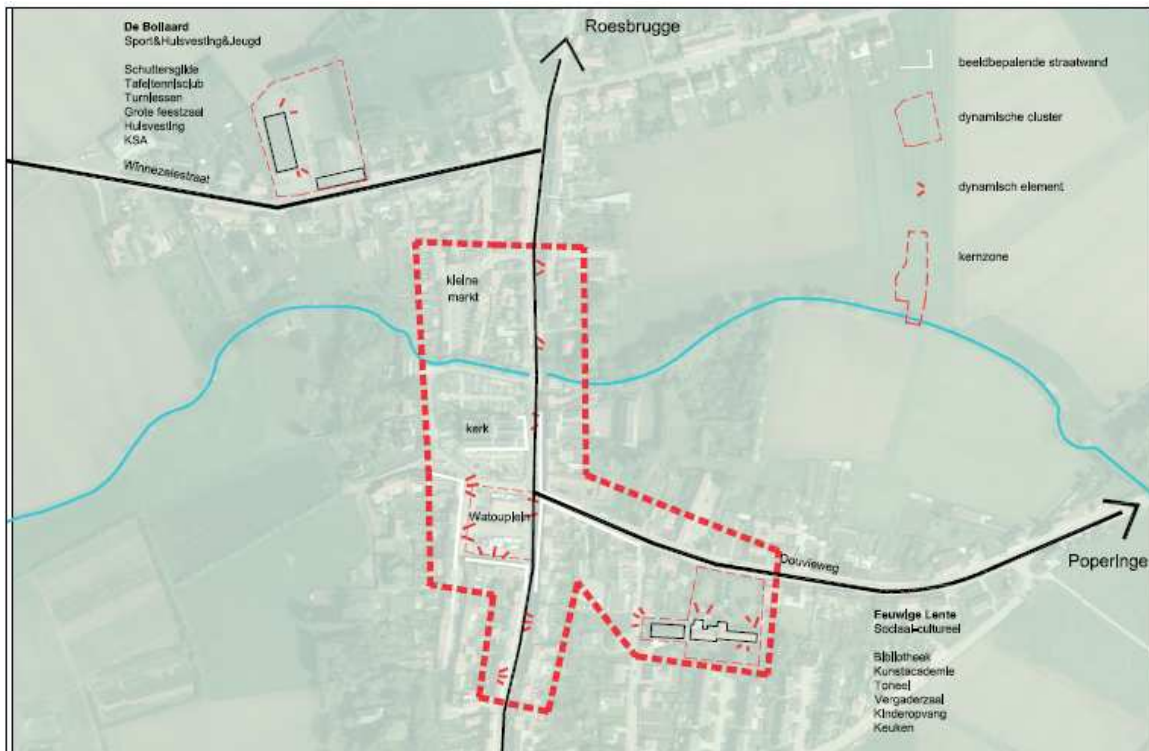 De Bollaard
Sport&Huisvesting&Jeugd
Schuttersgilde
Tafeltennisclub
Turnlessen
Grote feestzaal
Huisvesting
KSA
Winnezelestraat
Roesbrugge
beeldbepalende straatwand
dynamische cluster
dynamisch element
kernzone
kleine
markt
kerk
Watouplein
Douvieweg
Poperinge
Eeuwige Lente
Sociaal-cultureel
Bibliotheek
Kunstacademie
Toneel
Vergaderzaal
Kinderopvang
Keuken